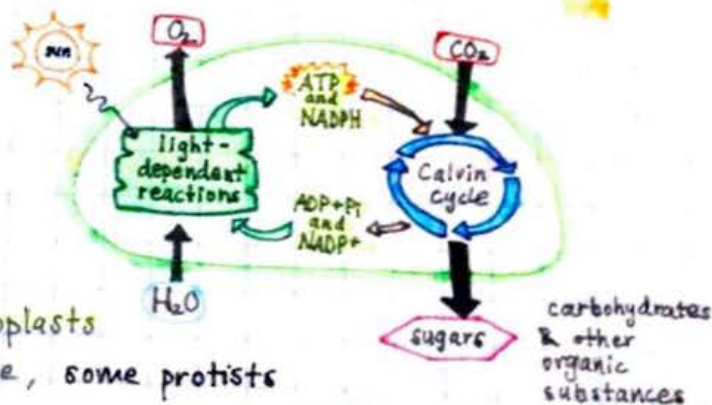 sun
O₂
CO₂
ATP
and
NADPH
light-
dependent
reactions
Calvin
cycle
ADP+Pi
and
NADP+
H₂O
sugars
carbohydrates
& other
organic
substances
some protists